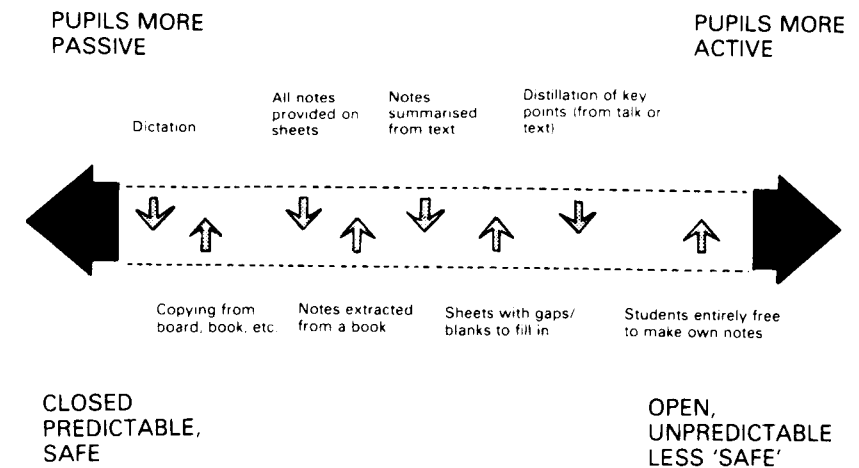 PUPILS MORE
PASSIVE
PUPILS MORE
ACTIVE
Dictation
All notes
provided on
sheets
Notes
summarised
from text
Distillation of key
points (from talk or
text)
Copying from
board, book, etc.
Notes extracted
from a book
Sheets with gaps/
blanks to fill in
Students entirely free
to make own notes
CLOSED
PREDICTABLE,
SAFE
OPEN,
UNPREDICTABLE
LESS 'SAFE'